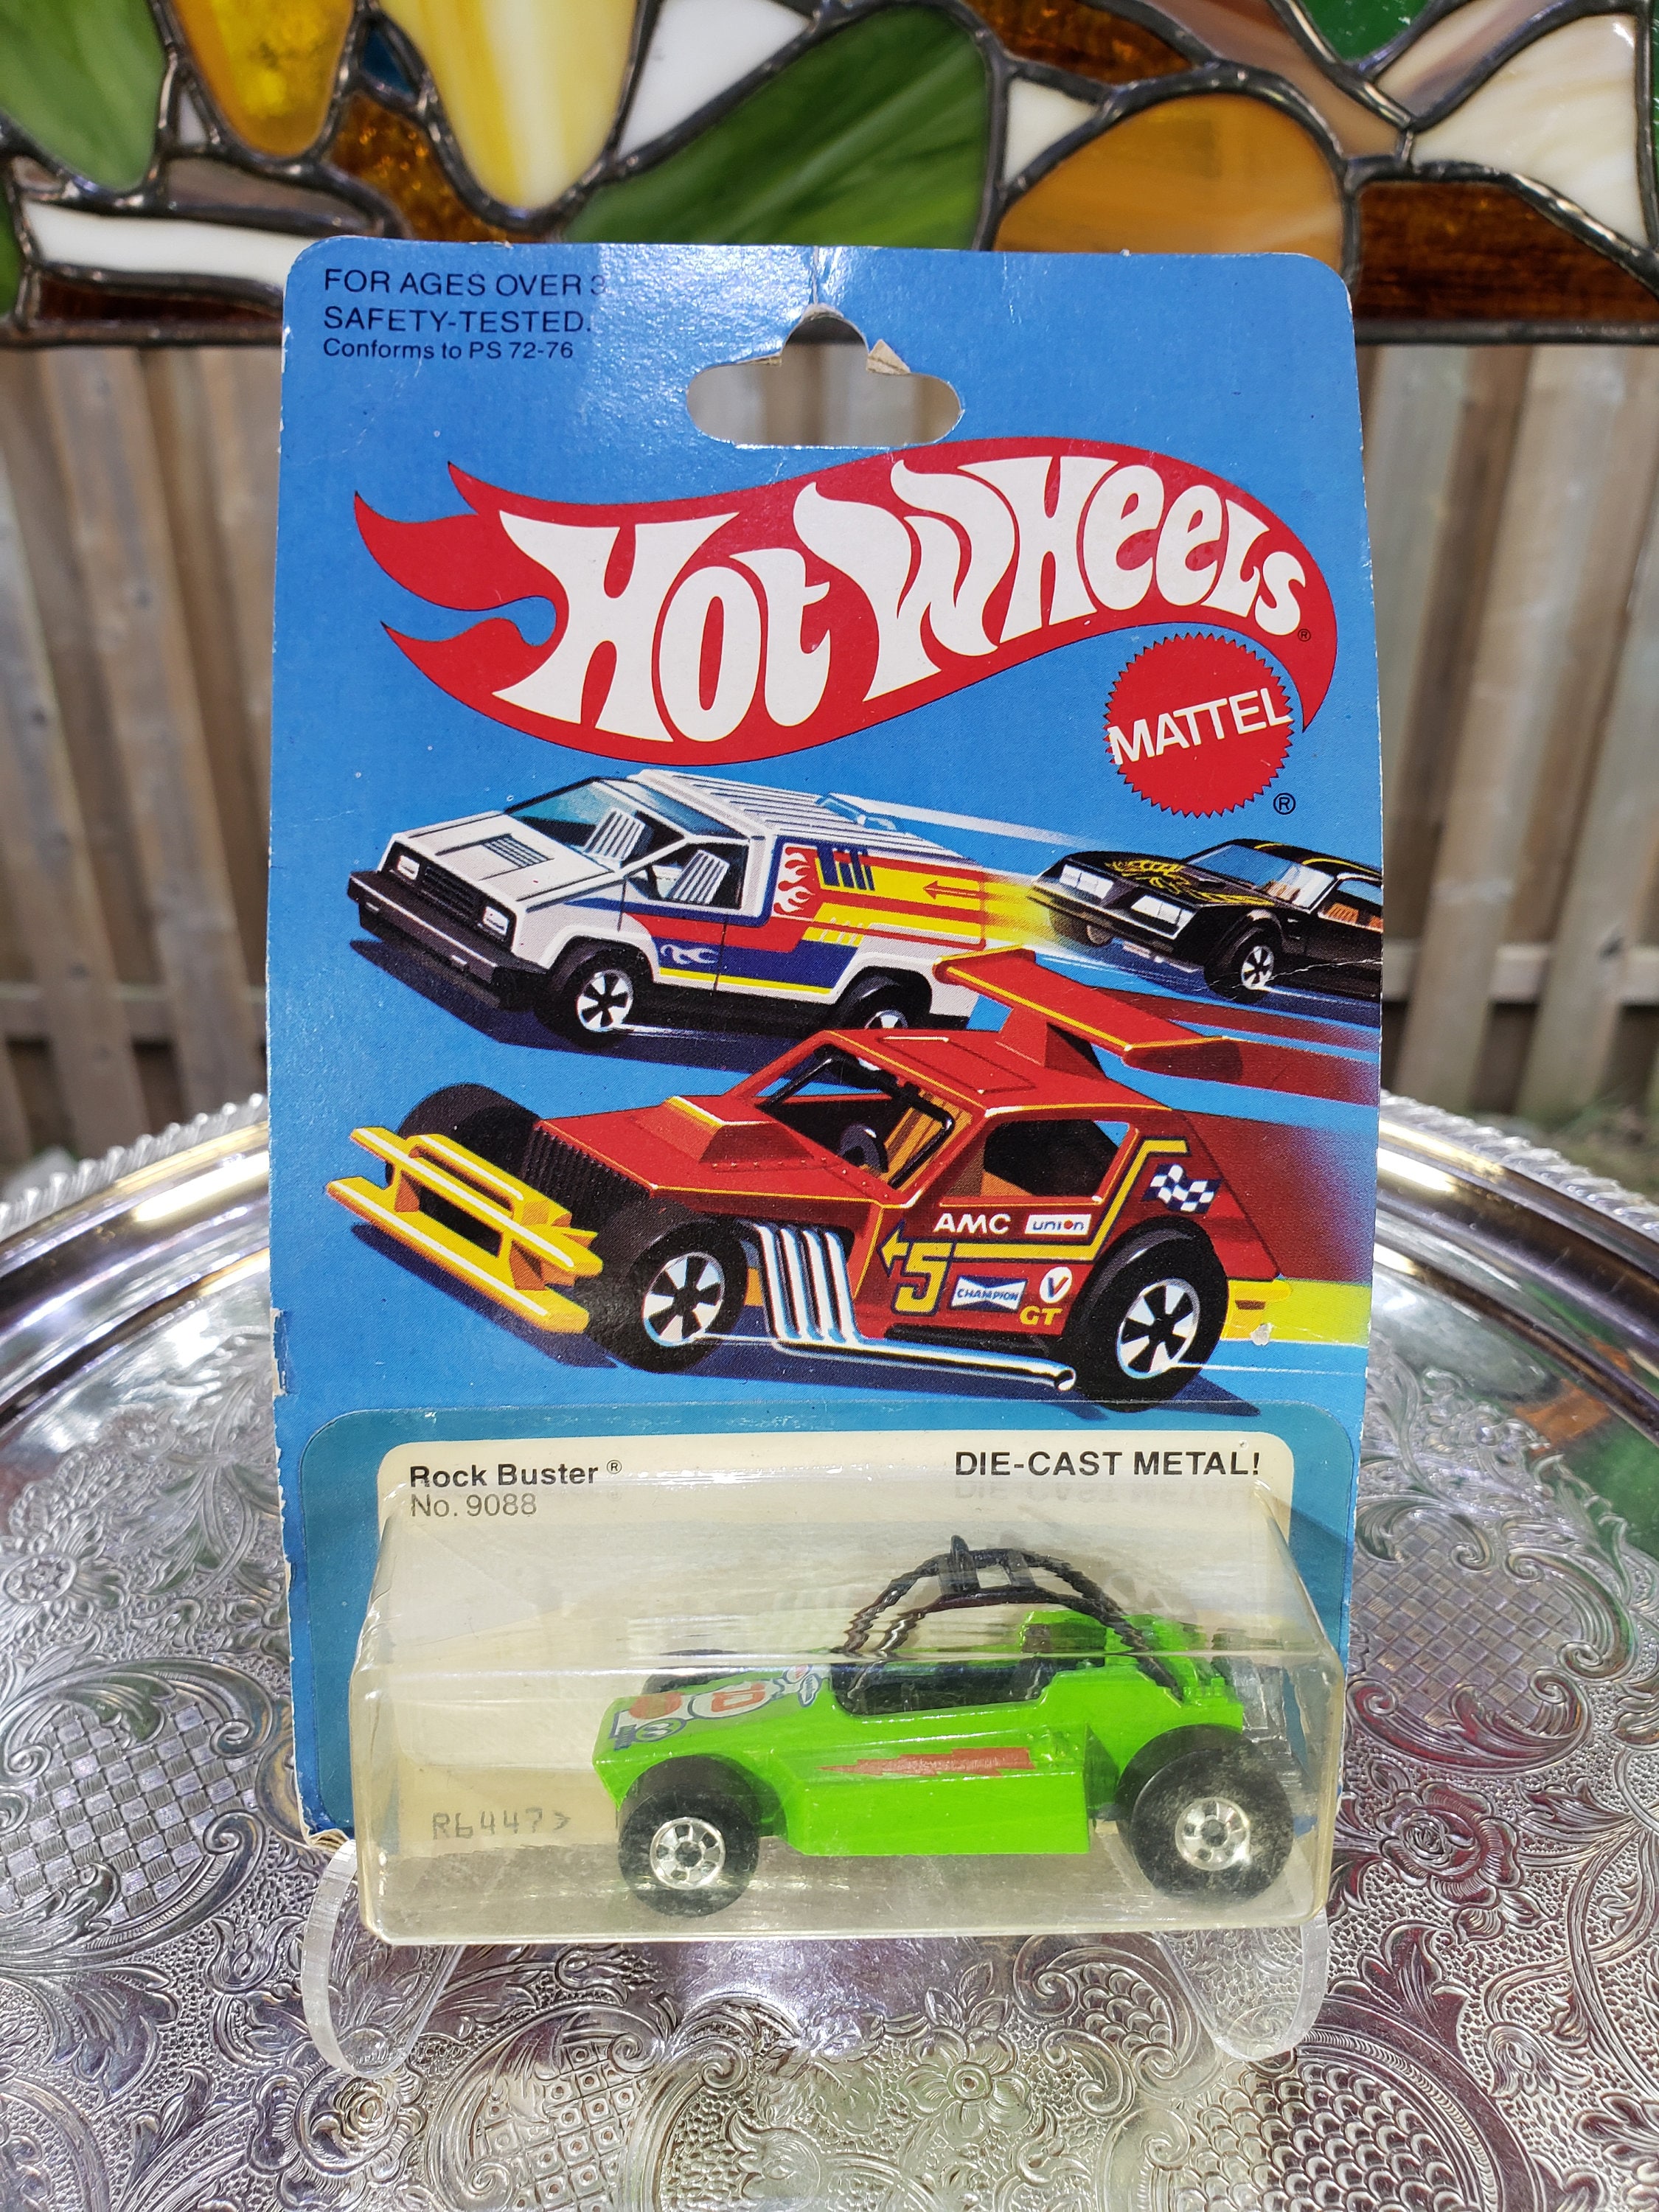 FOR AGES OVER 3
SAFETY-TESTED.
Conforms to PS 72-76
HOT WHEELS®
MATTEL
®
AMC union
5
CHAMPION V
GT
Rock Buster®
No. 9088
DIE-CAST METAL!
R6447>